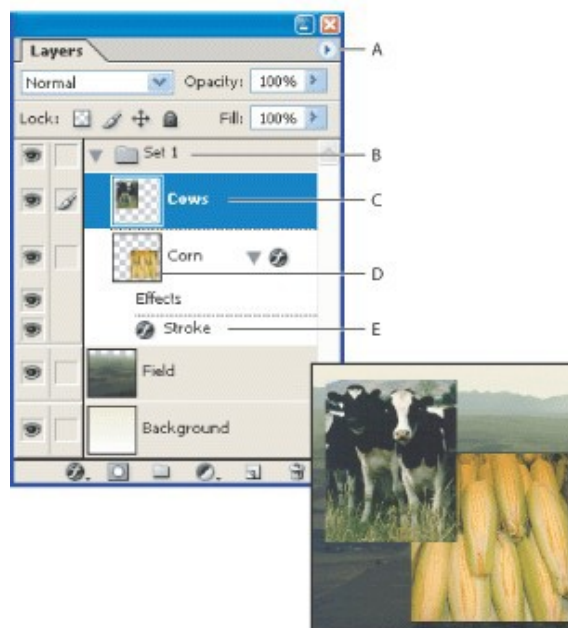 Layers
A
Normal Opacity: 100%
Lock: Fill: 100%
Set 1 B
Cows C
Corn
D
Effects
Stroke E
Field
Background